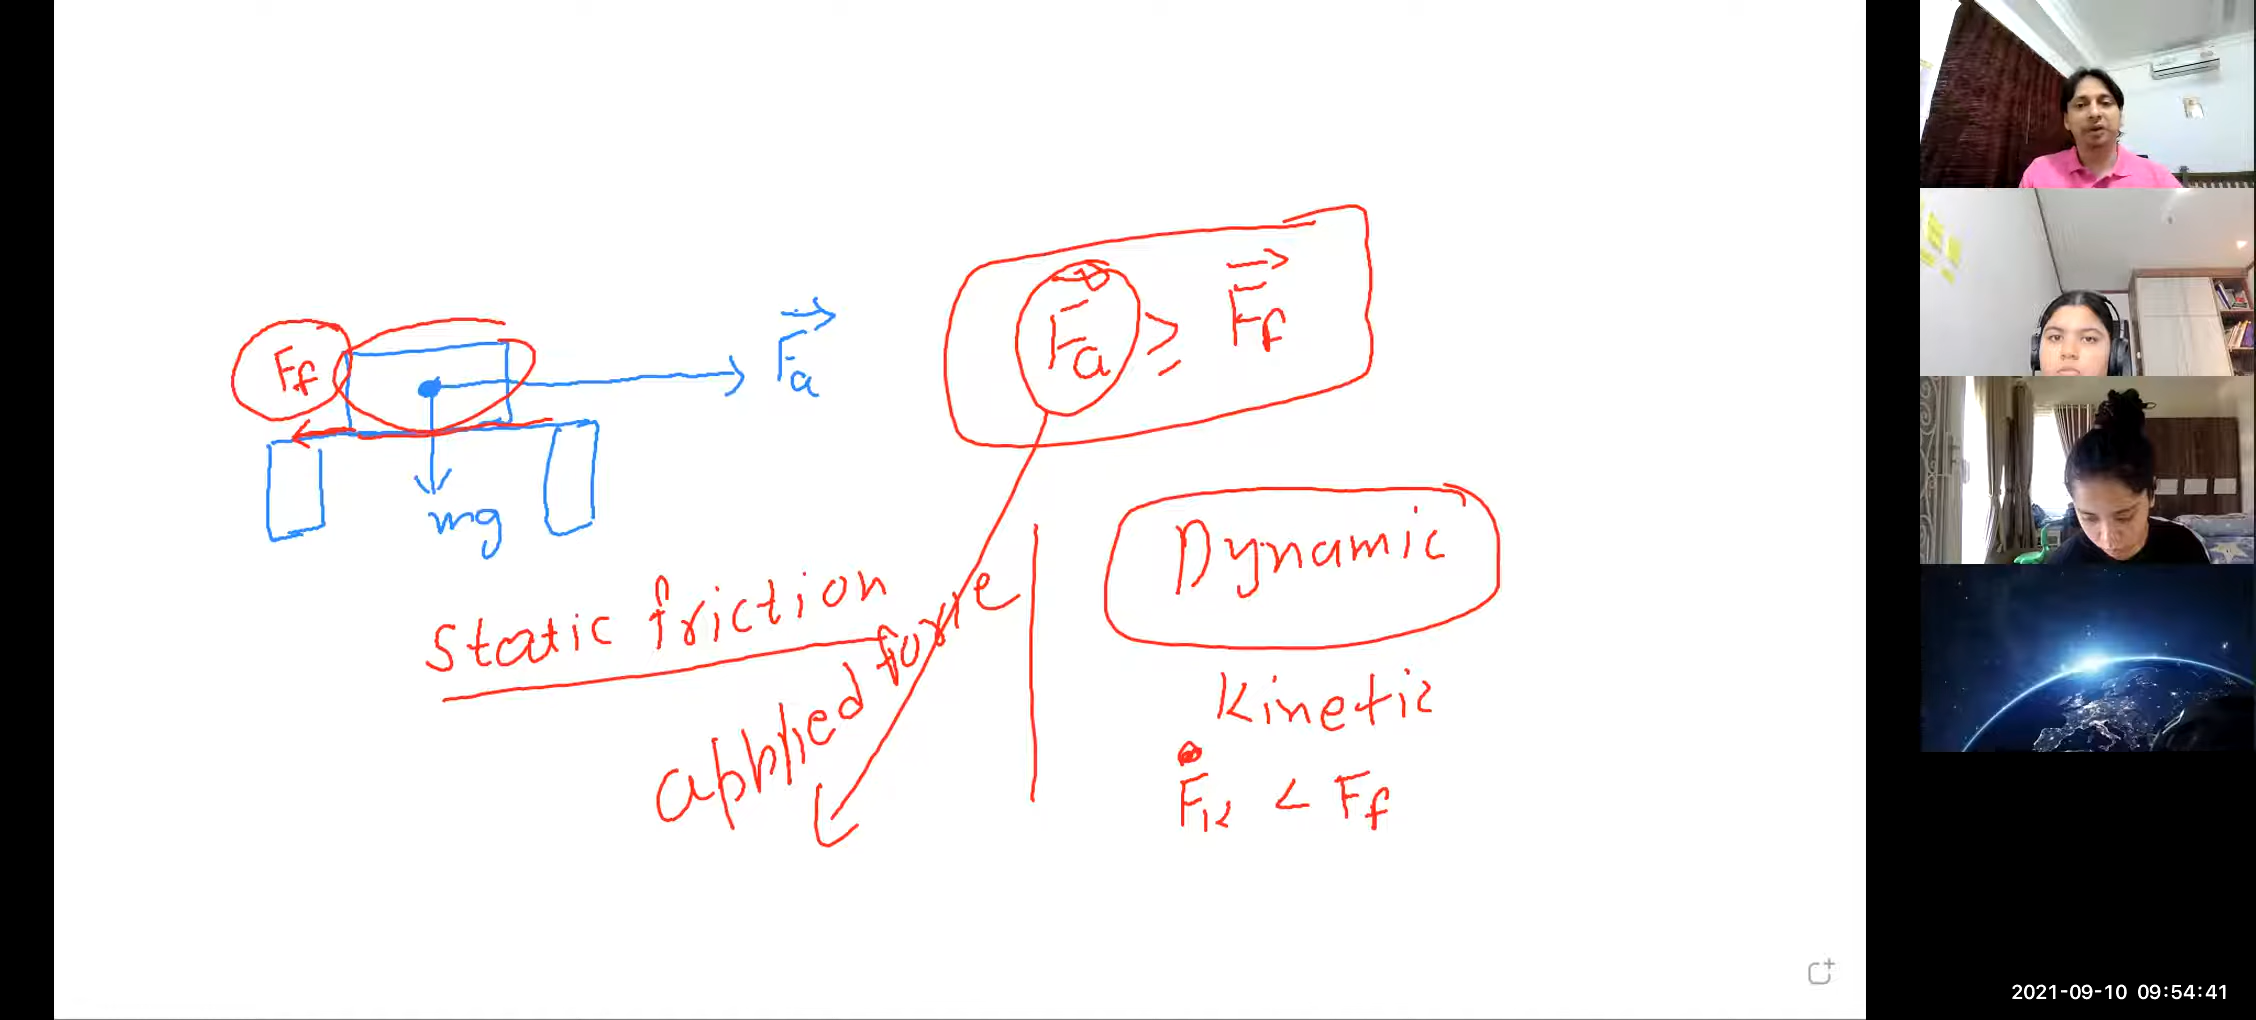 Ff
Fa
mg
Fa ≥ Ff
static friction
applied force
Dynamic
Kinetic
Fk < Ff
2021-09-10 09:54:41